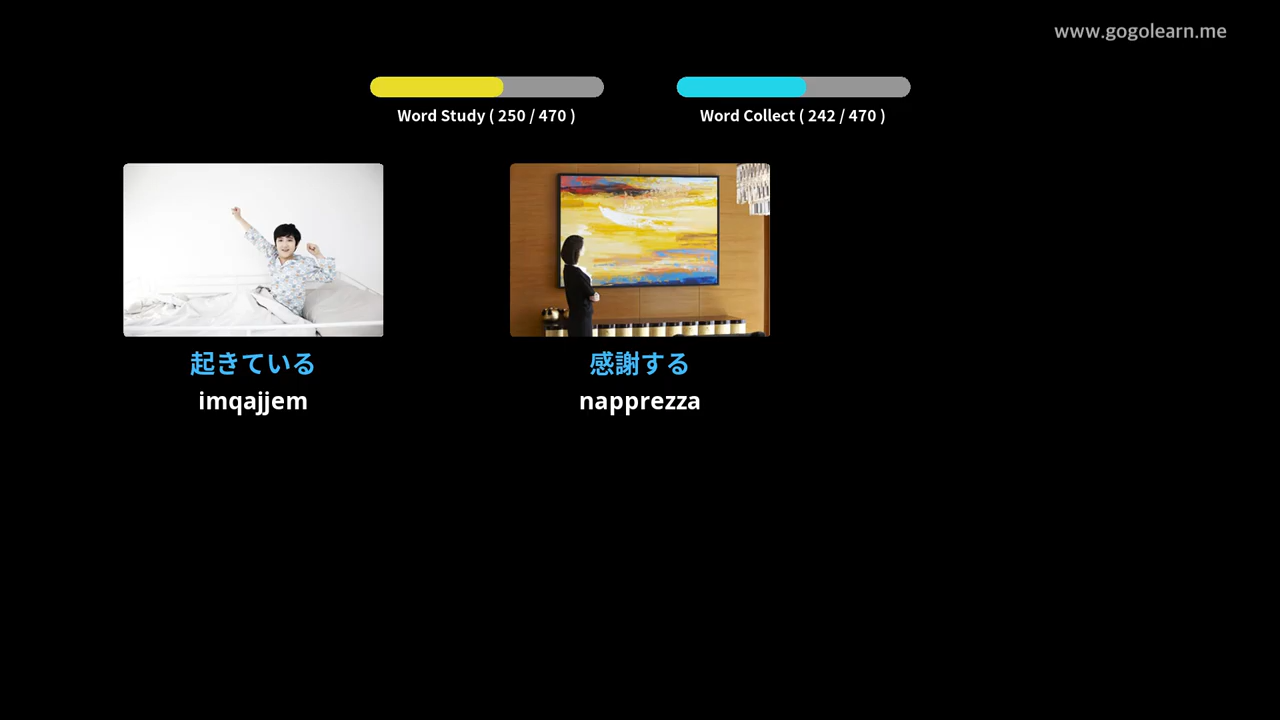 www.gogolearn.me
Word Study ( 250 / 470 )
Word Collect ( 242 / 470 )
起きている
imqajjem
感謝する
napprezza